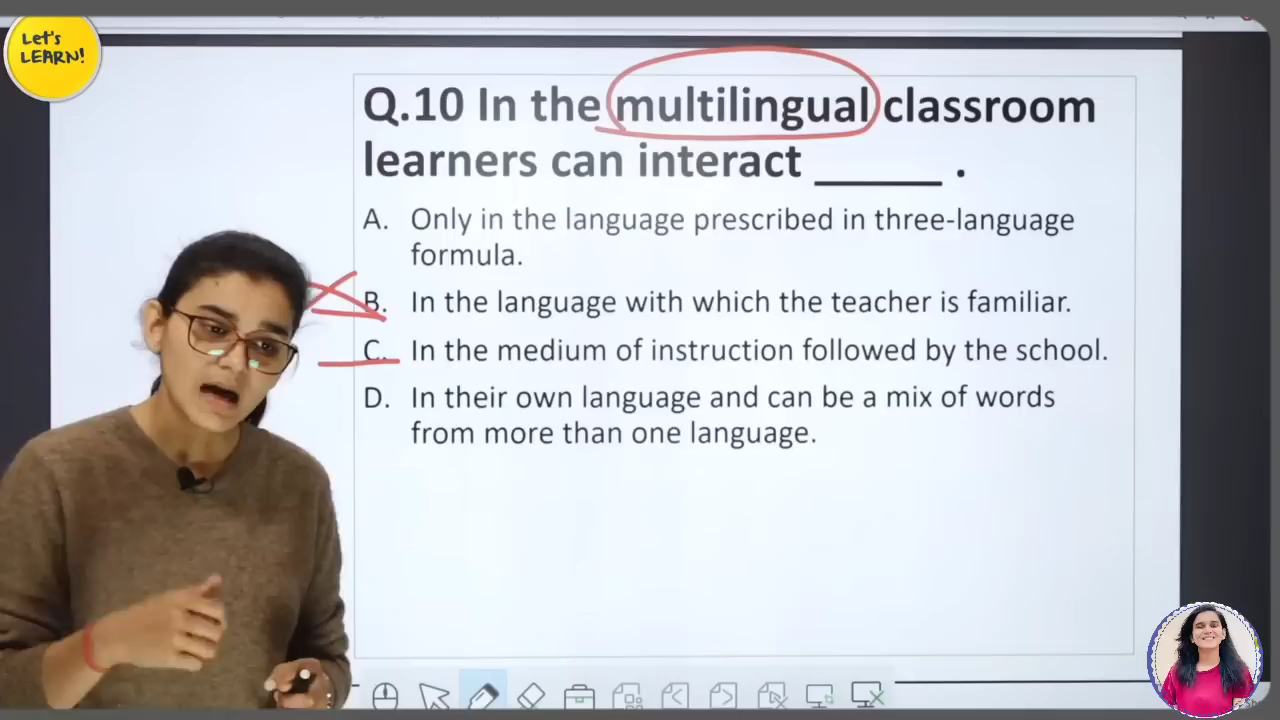 Let's
LEARN!
Q.10 In the multilingual classroom
learners can interact _____ .
A. Only in the language prescribed in three-language
formula.
B. In the language with which the teacher is familiar.
C. In the medium of instruction followed by the school.
D. In their own language and can be a mix of words
from more than one language.